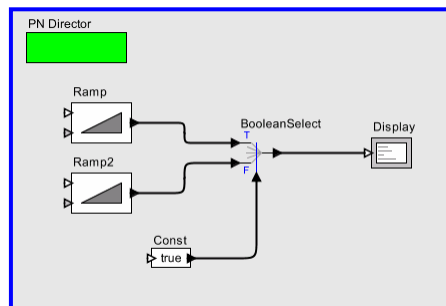 PN Director
Ramp
BooleanSelect
T
Display
Ramp2
F
Const
true